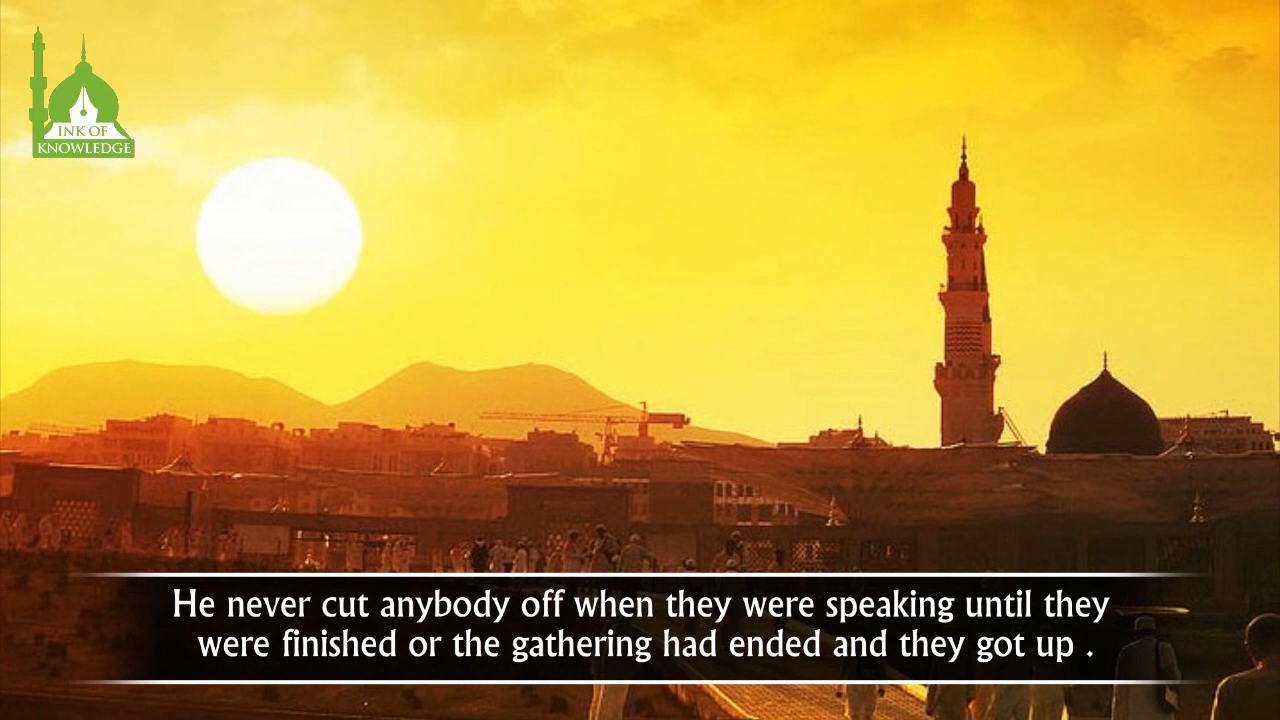 INK OF
KNOWLEDGE
He never cut anybody off when they were speaking until they
were finished or the gathering had ended and they got up .